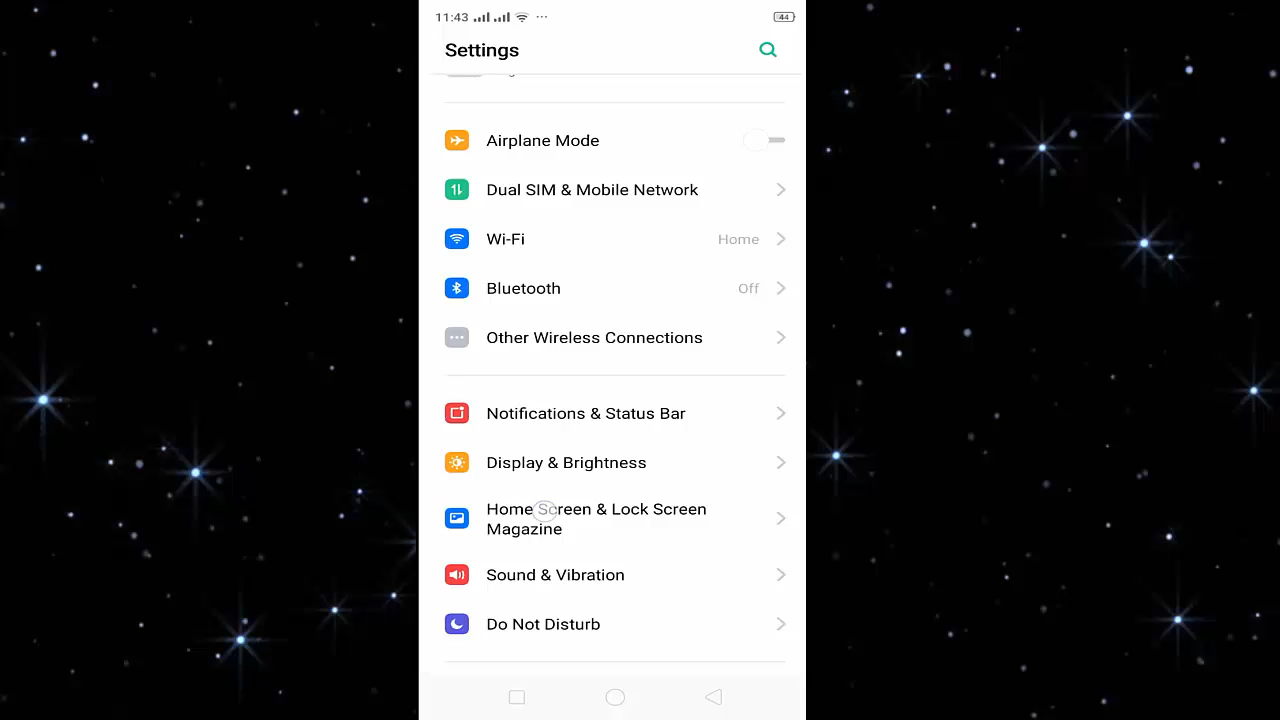 11:43
44
Settings
Airplane Mode
Dual SIM & Mobile Network
Wi-Fi Home
Bluetooth Off
Other Wireless Connections
Notifications & Status Bar
Display & Brightness
Home Screen & Lock Screen
Magazine
Sound & Vibration
Do Not Disturb